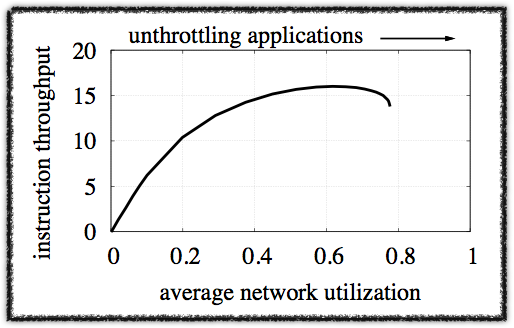 unthrottling applications
instruction throughput
20
15
10
5
0
0 0.2 0.4 0.6 0.8 1
average network utilization